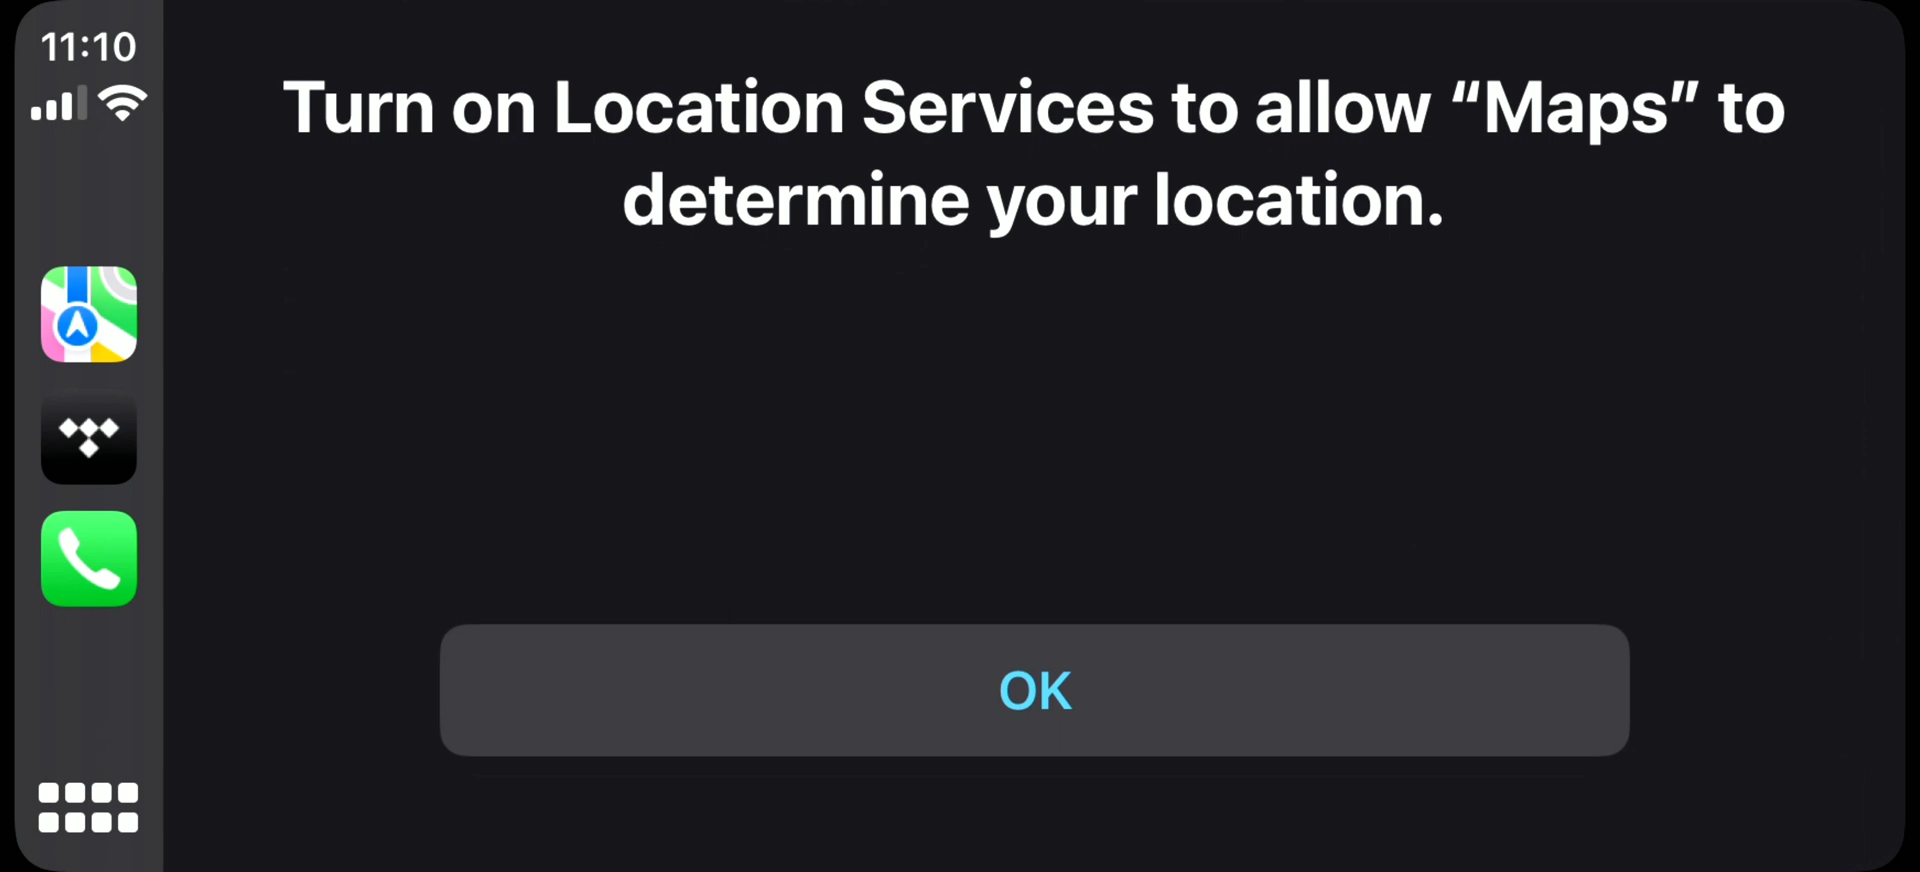 11:10
Turn on Location Services to allow “Maps” to
determine your location.
OK